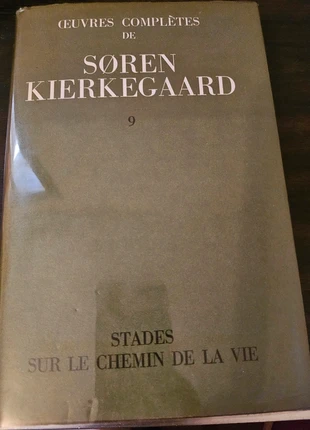 ŒUVRES COMPLÈTES
DE
SØREN
KIERKEGAARD
9
STADES
SUR LE CHEMIN DE LA VIE